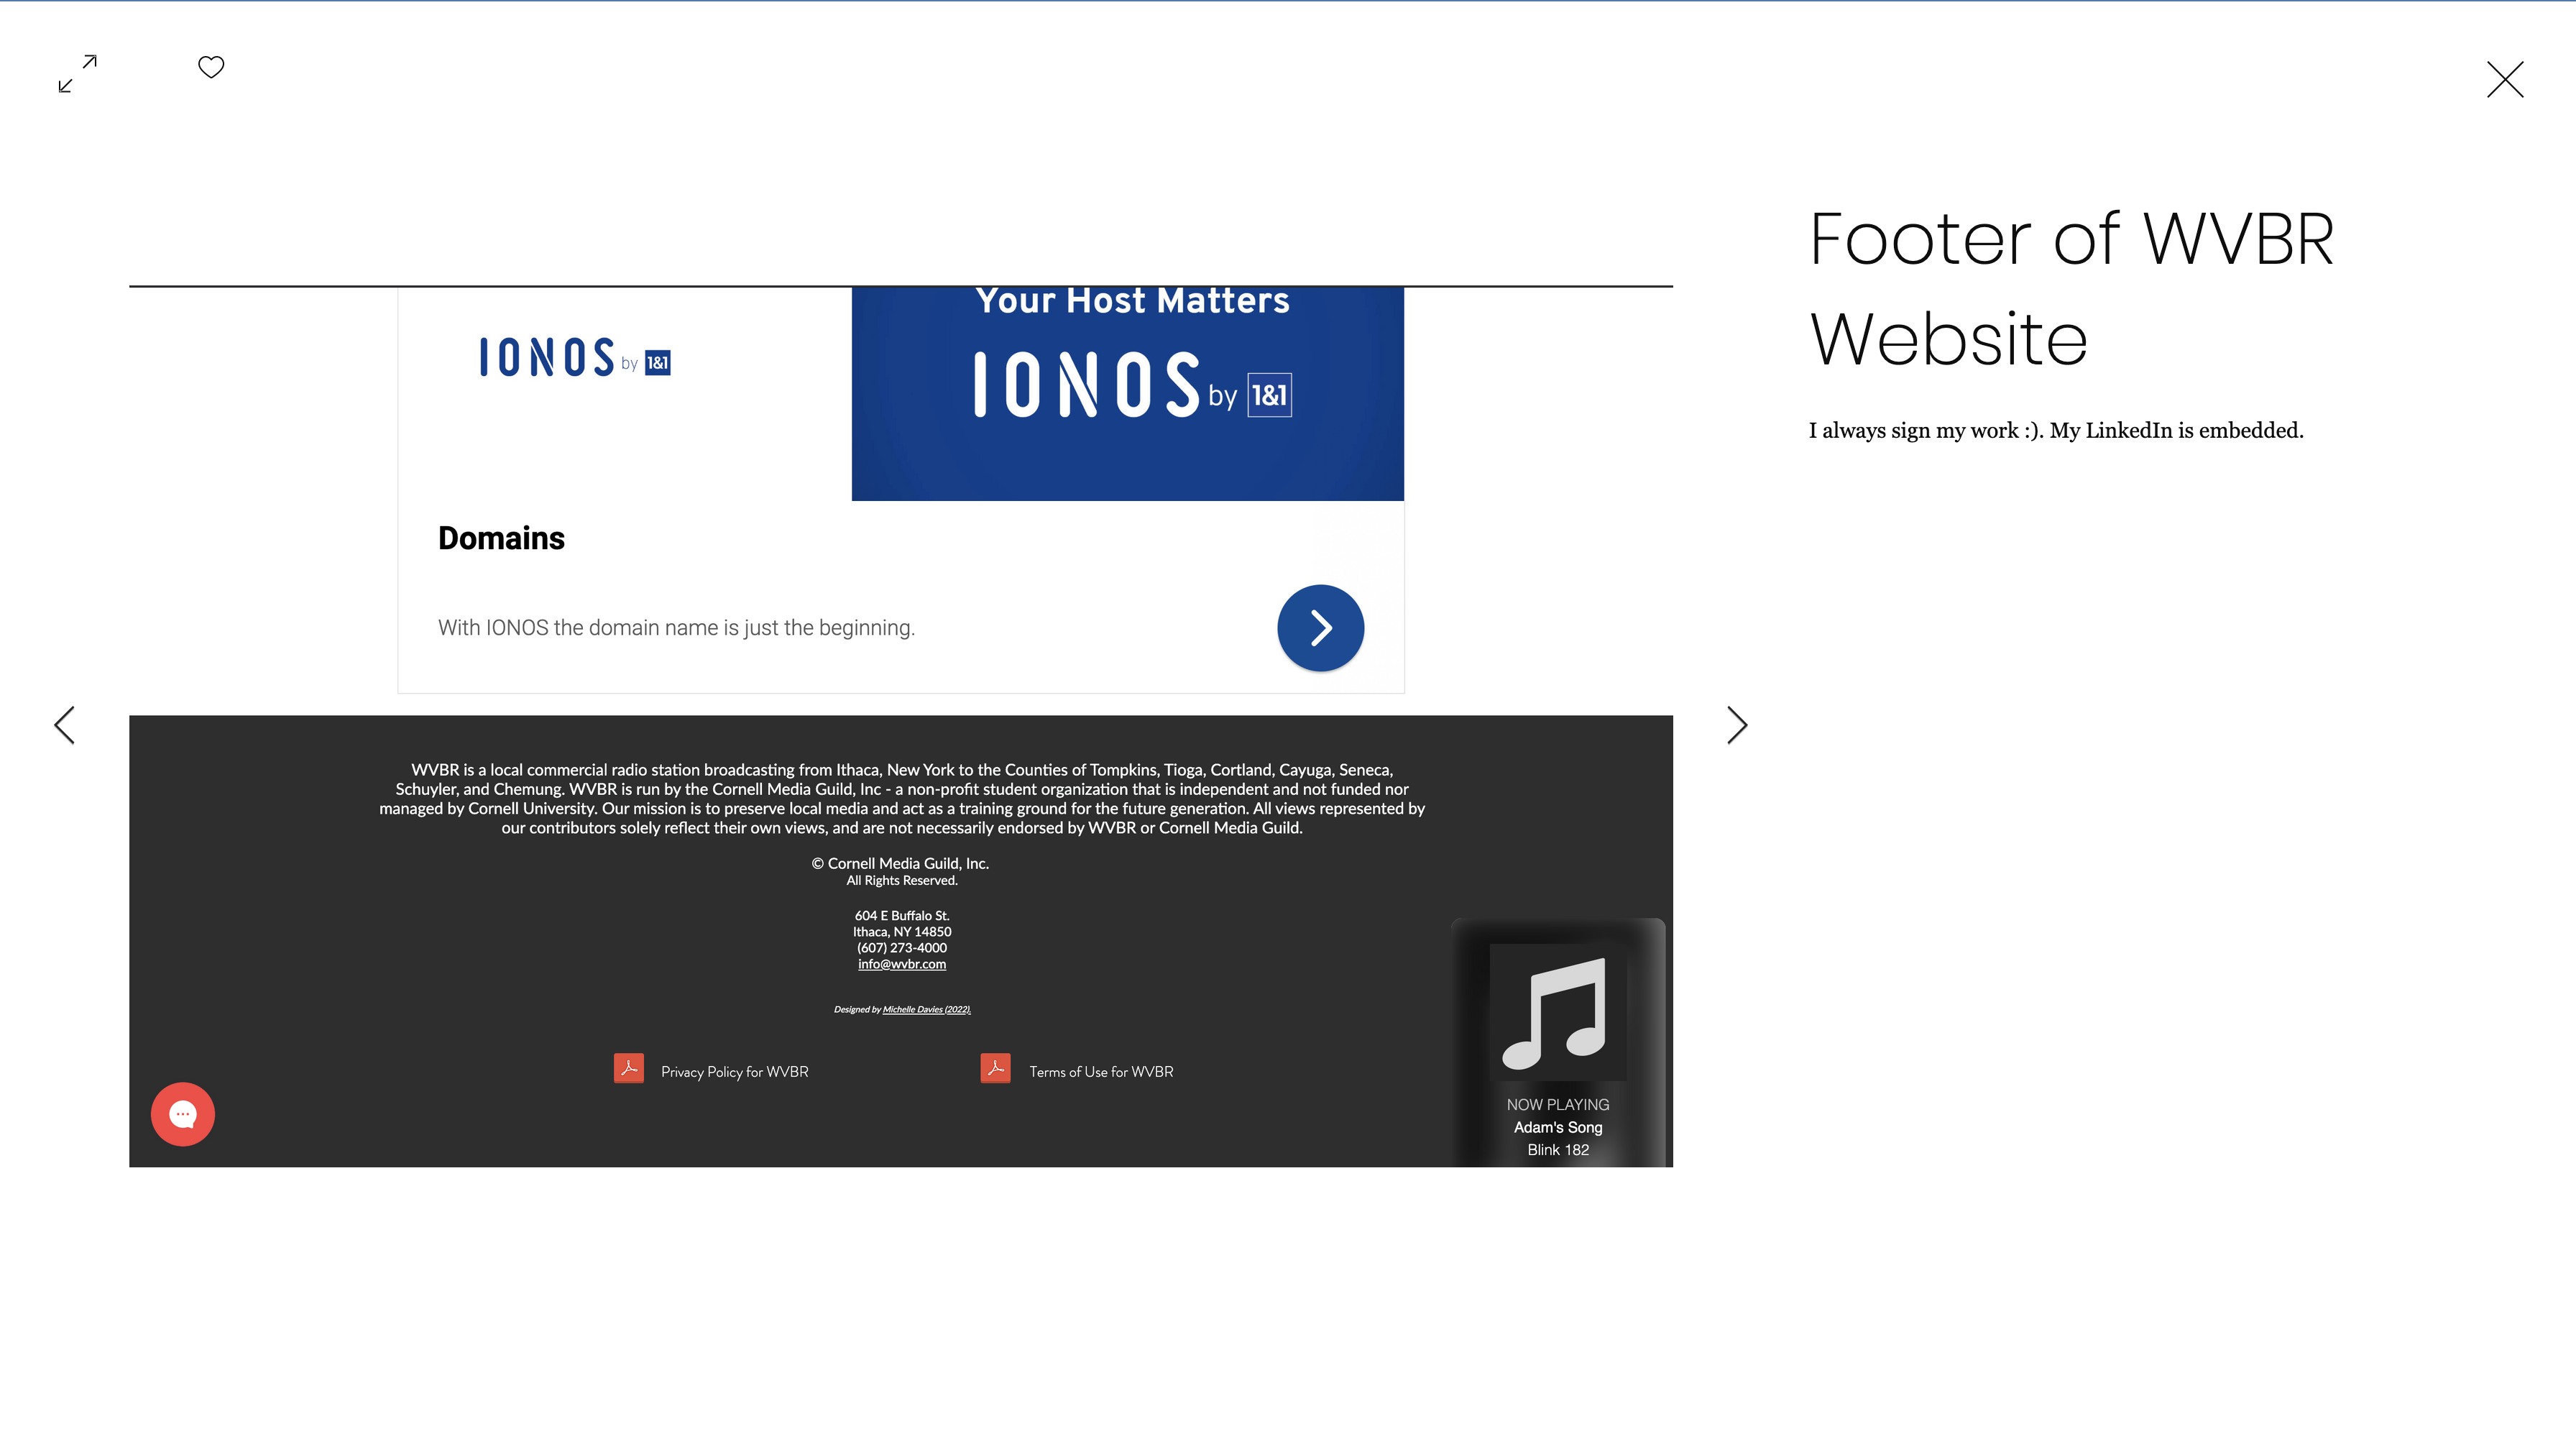 Footer of WVBR
Website
I always sign my work :). My LinkedIn is embedded.
Your Host Matters
IONOS by 1&1
IONOS by 1&1
Domains
With IONOS the domain name is just the beginning.
WVBR is a local commercial radio station broadcasting from Ithaca, New York to the Counties of Tompkins, Tioga, Cortland, Cayuga, Seneca,
Schuyler, and Chemung. WVBR is run by the Cornell Media Guild, Inc - a non-profit student organization that is independent and not funded nor
managed by Cornell University. Our mission is to preserve local media and act as a training ground for the future generation. All views represented by
our contributors solely reflect their own views, and are not necessarily endorsed by WVBR or Cornell Media Guild.
© Cornell Media Guild, Inc.
All Rights Reserved.
604 E Buffalo St.
Ithaca, NY 14850
(607) 273-4000
info@wvbr.com
Designed by Michelle Davies (2022).
Privacy Policy for WVBR
Terms of Use for WVBR
NOW PLAYING
Adam's Song
Blink 182